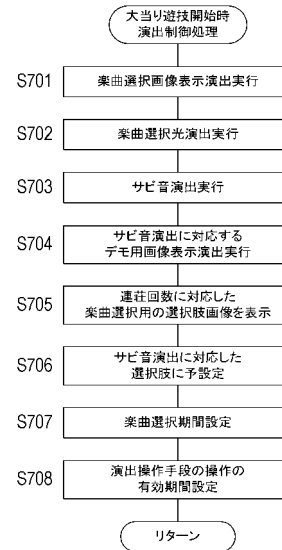 大当り遊技開始時
演出制御処理
S701
楽曲選択画像表示演出実行
S702
楽曲選択光演出実行
S703
サビ音演出実行
S704
サビ音演出に対応する
デモ用画像表示演出実行
S705
連荘回数に対応した
楽曲選択用の選択肢画像を表示
S706
サビ音演出に対応した
選択肢に予設定
S707
楽曲選択期間設定
S708
演出操作手段の操作の
有効期間設定
リターン